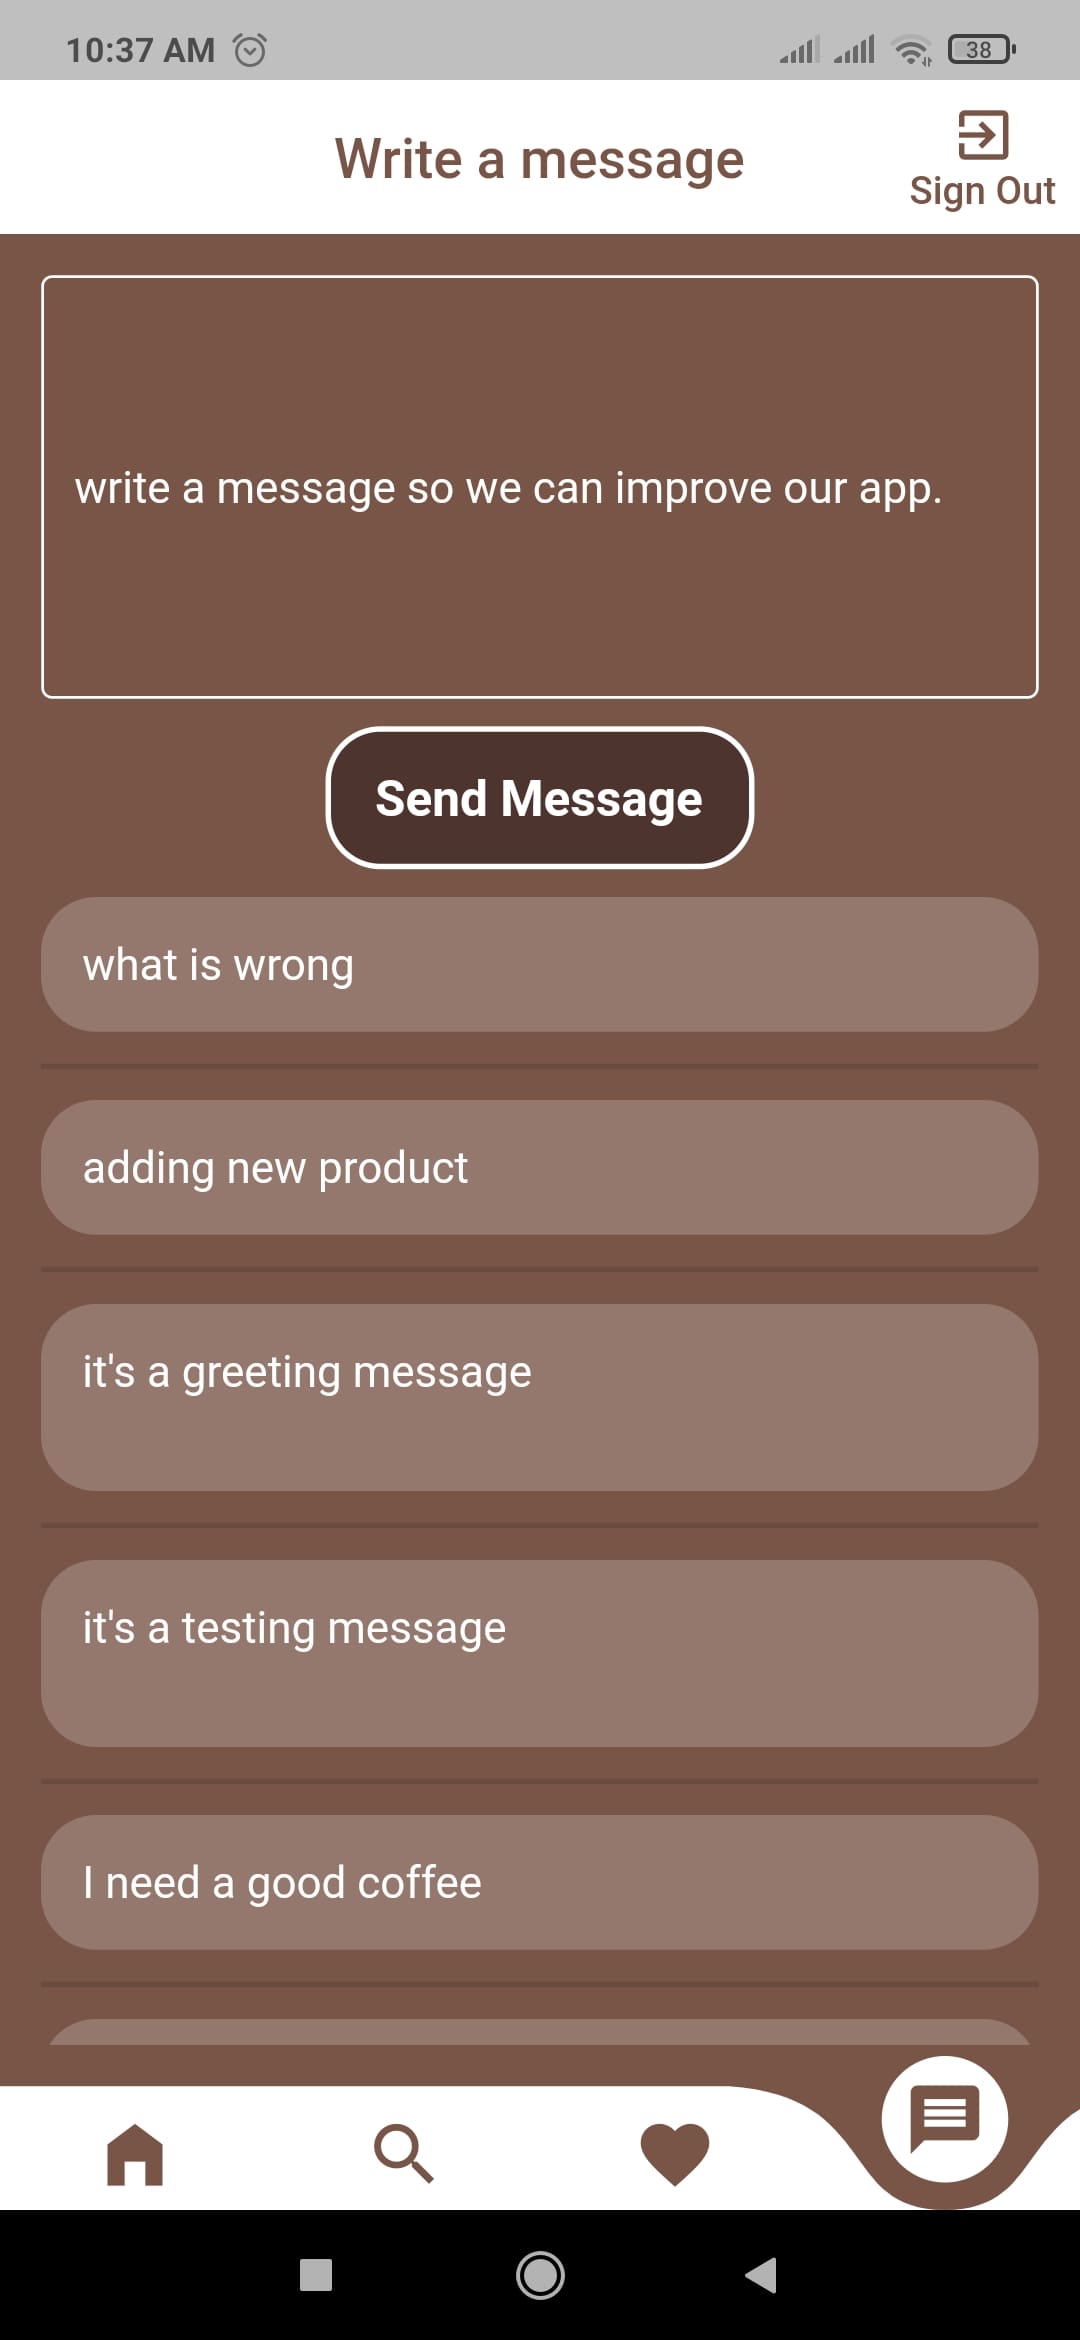 10:37 AM
38
Write a message
Sign Out
write a message so we can improve our app.
Send Message
what is wrong
adding new product
it's a greeting message
it's a testing message
I need a good coffee